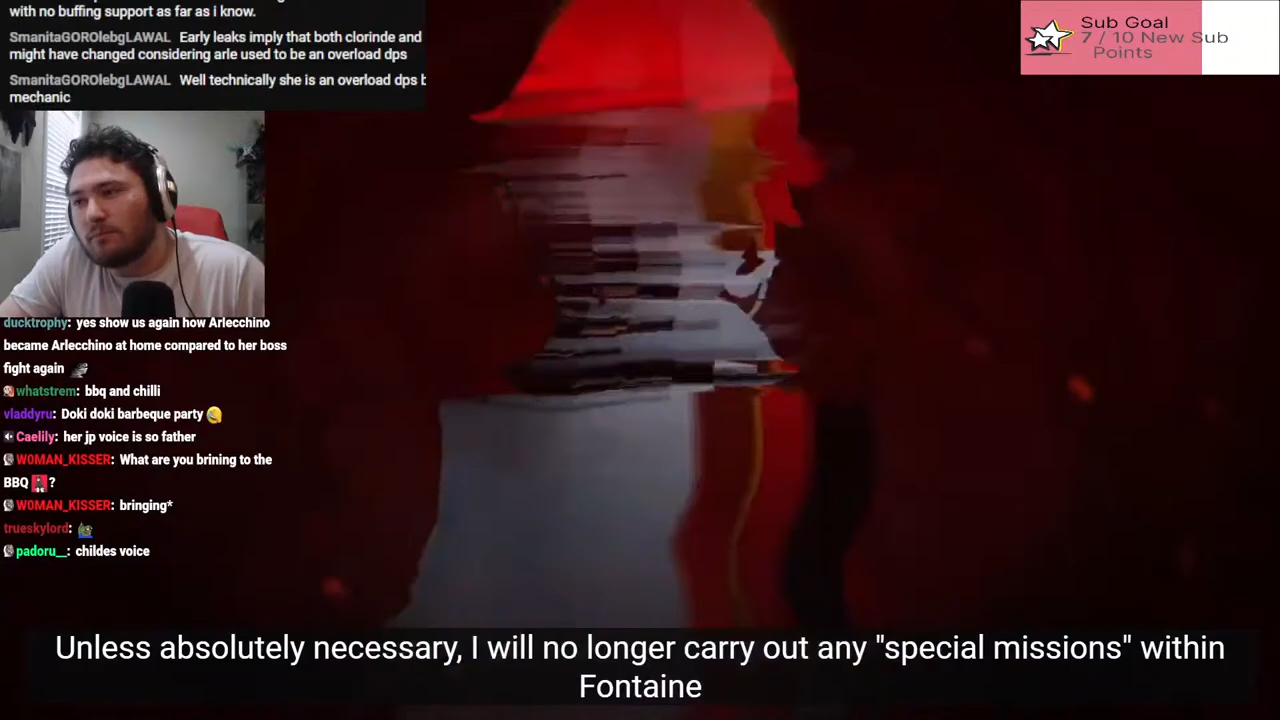 with no buffing support as far as i know.
SmanitaGOROlebgLAWAL Early leaks imply that both clorinde and
might have changed considering arle used to be an overload dps
SmanitaGOROlebgLAWAL Well technically she is an overload dps b
mechanic
Sub Goal
7 / 10 New Sub
Points
ducktrophy: yes show us again how Arlecchino
became Arlecchino at home compared to her boss
fight again
whatstrem: bbq and chilli
vladdyru: Doki doki barbeque party
Caelily: her jp voice is so father
W0MAN_KISSER: What are you brining to the
BBQ ?
W0MAN_KISSER: bringing*
trueskylord:
padoru__: childes voice
Unless absolutely necessary, I will no longer carry out any "special missions" within
Fontaine